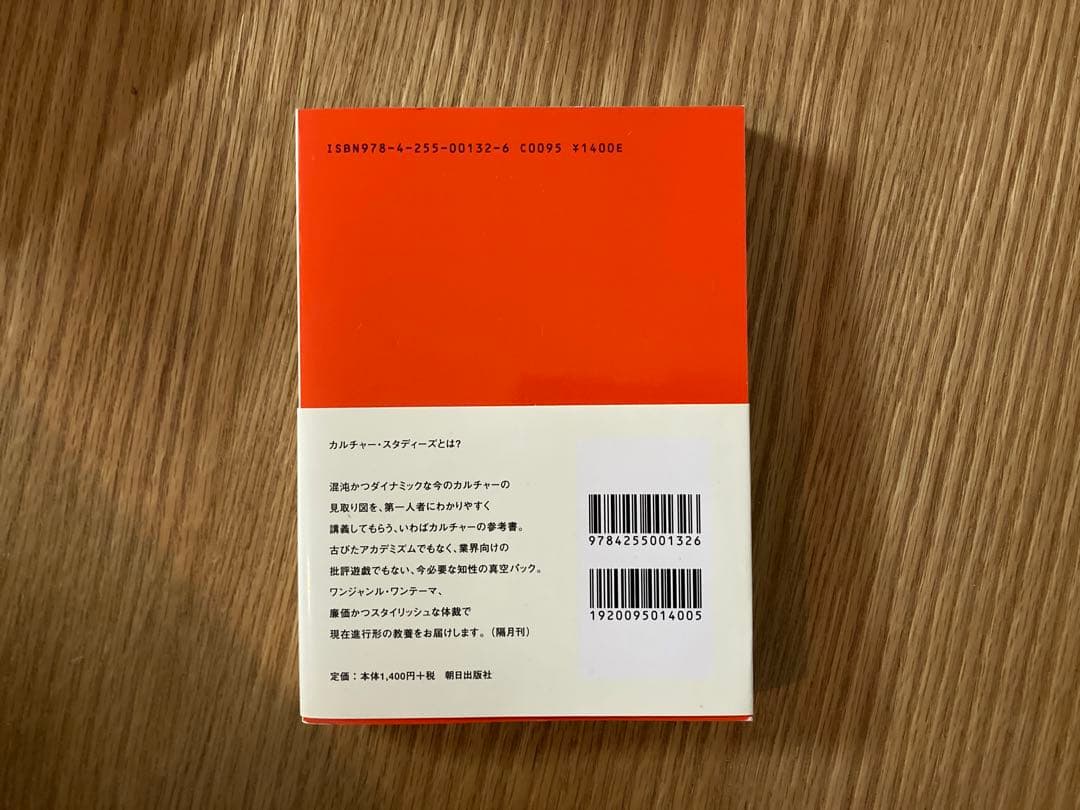 ISBN978-4-255-00132-6 C0095 ¥1400E
カルチャー・スタディーズとは?
混沌かつダイナミックな今のカルチャーの
見取り図を、第一人者にわかりやすく
講義してもらう、いわばカルチャーの参考書。
古びたアカデミズムでもなく、業界向けの
批評遊戯でもない、今必要な知性の真空パック。
ワンジャンル・ワンテーマ、
廉価かつスタイリッシュな体裁で
現在進行形の教養をお届けします。(隔月刊)
定価:本体1,400円+税 朝日出版社
9784255001326
1920095014005